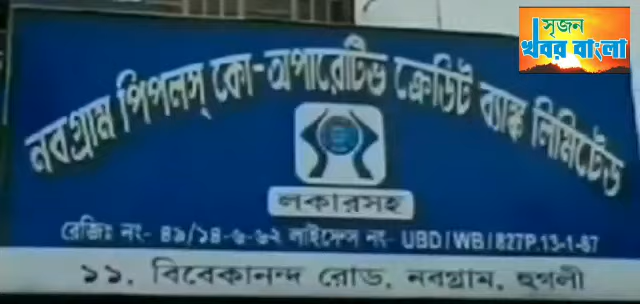 সৃজন
খবর বাংলা
নবগ্রাম পিপলস্ কো-অপারেটিভ ক্রেডিট ব্যাঙ্ক লিমিটেড
লকারসহ
রেজিঃ নং- ৪৯/১৪-৬-৬২ লাইসেন্স নং- UBD/WB/827P.13-1-87
১১, বিবেকানন্দ রোড, নবগ্রাম, হুগলী